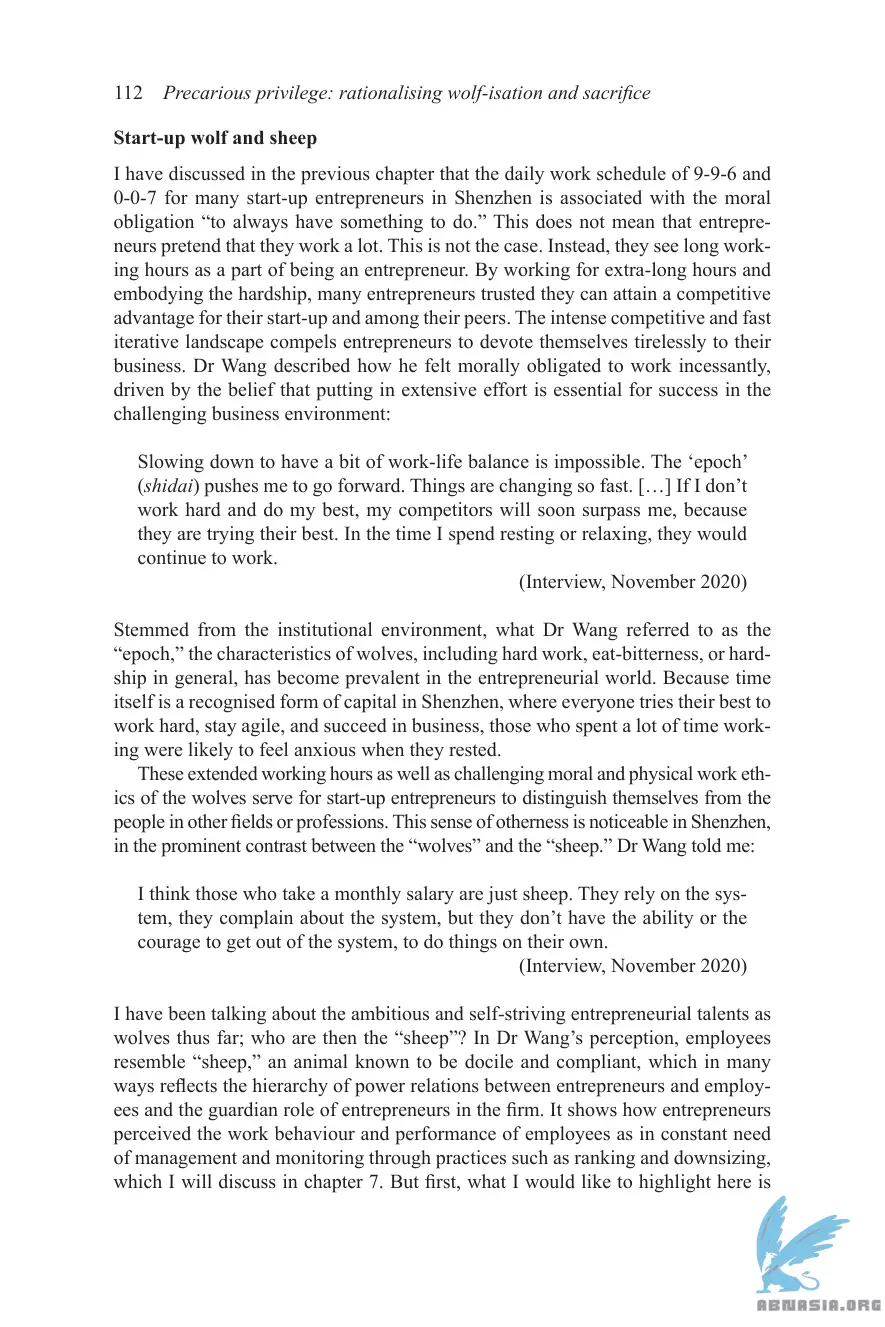 112 Precarious privilege: rationalising wolf-isation and sacrifice
Start-up wolf and sheep
I have discussed in the previous chapter that the daily work schedule of 9-9-6 and
0-0-7 for many start-up entrepreneurs in Shenzhen is associated with the moral
obligation “to always have something to do.” This does not mean that entrepre-
neurs pretend that they work a lot. This is not the case. Instead, they see long work-
ing hours as a part of being an entrepreneur. By working for extra-long hours and
embodying the hardship, many entrepreneurs trusted they can attain a competitive
advantage for their start-up and among their peers. The intense competitive and fast
iterative landscape compels entrepreneurs to devote themselves tirelessly to their
business. Dr Wang described how he felt morally obligated to work incessantly,
driven by the belief that putting in extensive effort is essential for success in the
challenging business environment:
Slowing down to have a bit of work-life balance is impossible. The ‘epoch’
(shidai) pushes me to go forward. Things are changing so fast. […] If I don’t
work hard and do my best, my competitors will soon surpass me, because
they are trying their best. In the time I spend resting or relaxing, they would
continue to work.
(Interview, November 2020)
Stemmed from the institutional environment, what Dr Wang referred to as the
“epoch,” the characteristics of wolves, including hard work, eat-bitterness, or hard-
ship in general, has become prevalent in the entrepreneurial world. Because time
itself is a recognised form of capital in Shenzhen, where everyone tries their best to
work hard, stay agile, and succeed in business, those who spent a lot of time work-
ing were likely to feel anxious when they rested.
These extended working hours as well as challenging moral and physical work eth-
ics of the wolves serve for start-up entrepreneurs to distinguish themselves from the
people in other fields or professions. This sense of otherness is noticeable in Shenzhen,
in the prominent contrast between the “wolves” and the “sheep.” Dr Wang told me:
I think those who take a monthly salary are just sheep. They rely on the sys-
tem, they complain about the system, but they don’t have the ability or the
courage to get out of the system, to do things on their own.
(Interview, November 2020)
I have been talking about the ambitious and self-striving entrepreneurial talents as
wolves thus far; who are then the “sheep”? In Dr Wang’s perception, employees
resemble “sheep,” an animal known to be docile and compliant, which in many
ways reflects the hierarchy of power relations between entrepreneurs and employ-
ees and the guardian role of entrepreneurs in the firm. It shows how entrepreneurs
perceived the work behaviour and performance of employees as in constant need
of management and monitoring through practices such as ranking and downsizing,
which I will discuss in chapter 7. But first, what I would like to highlight here is
ABNASIA.ORG